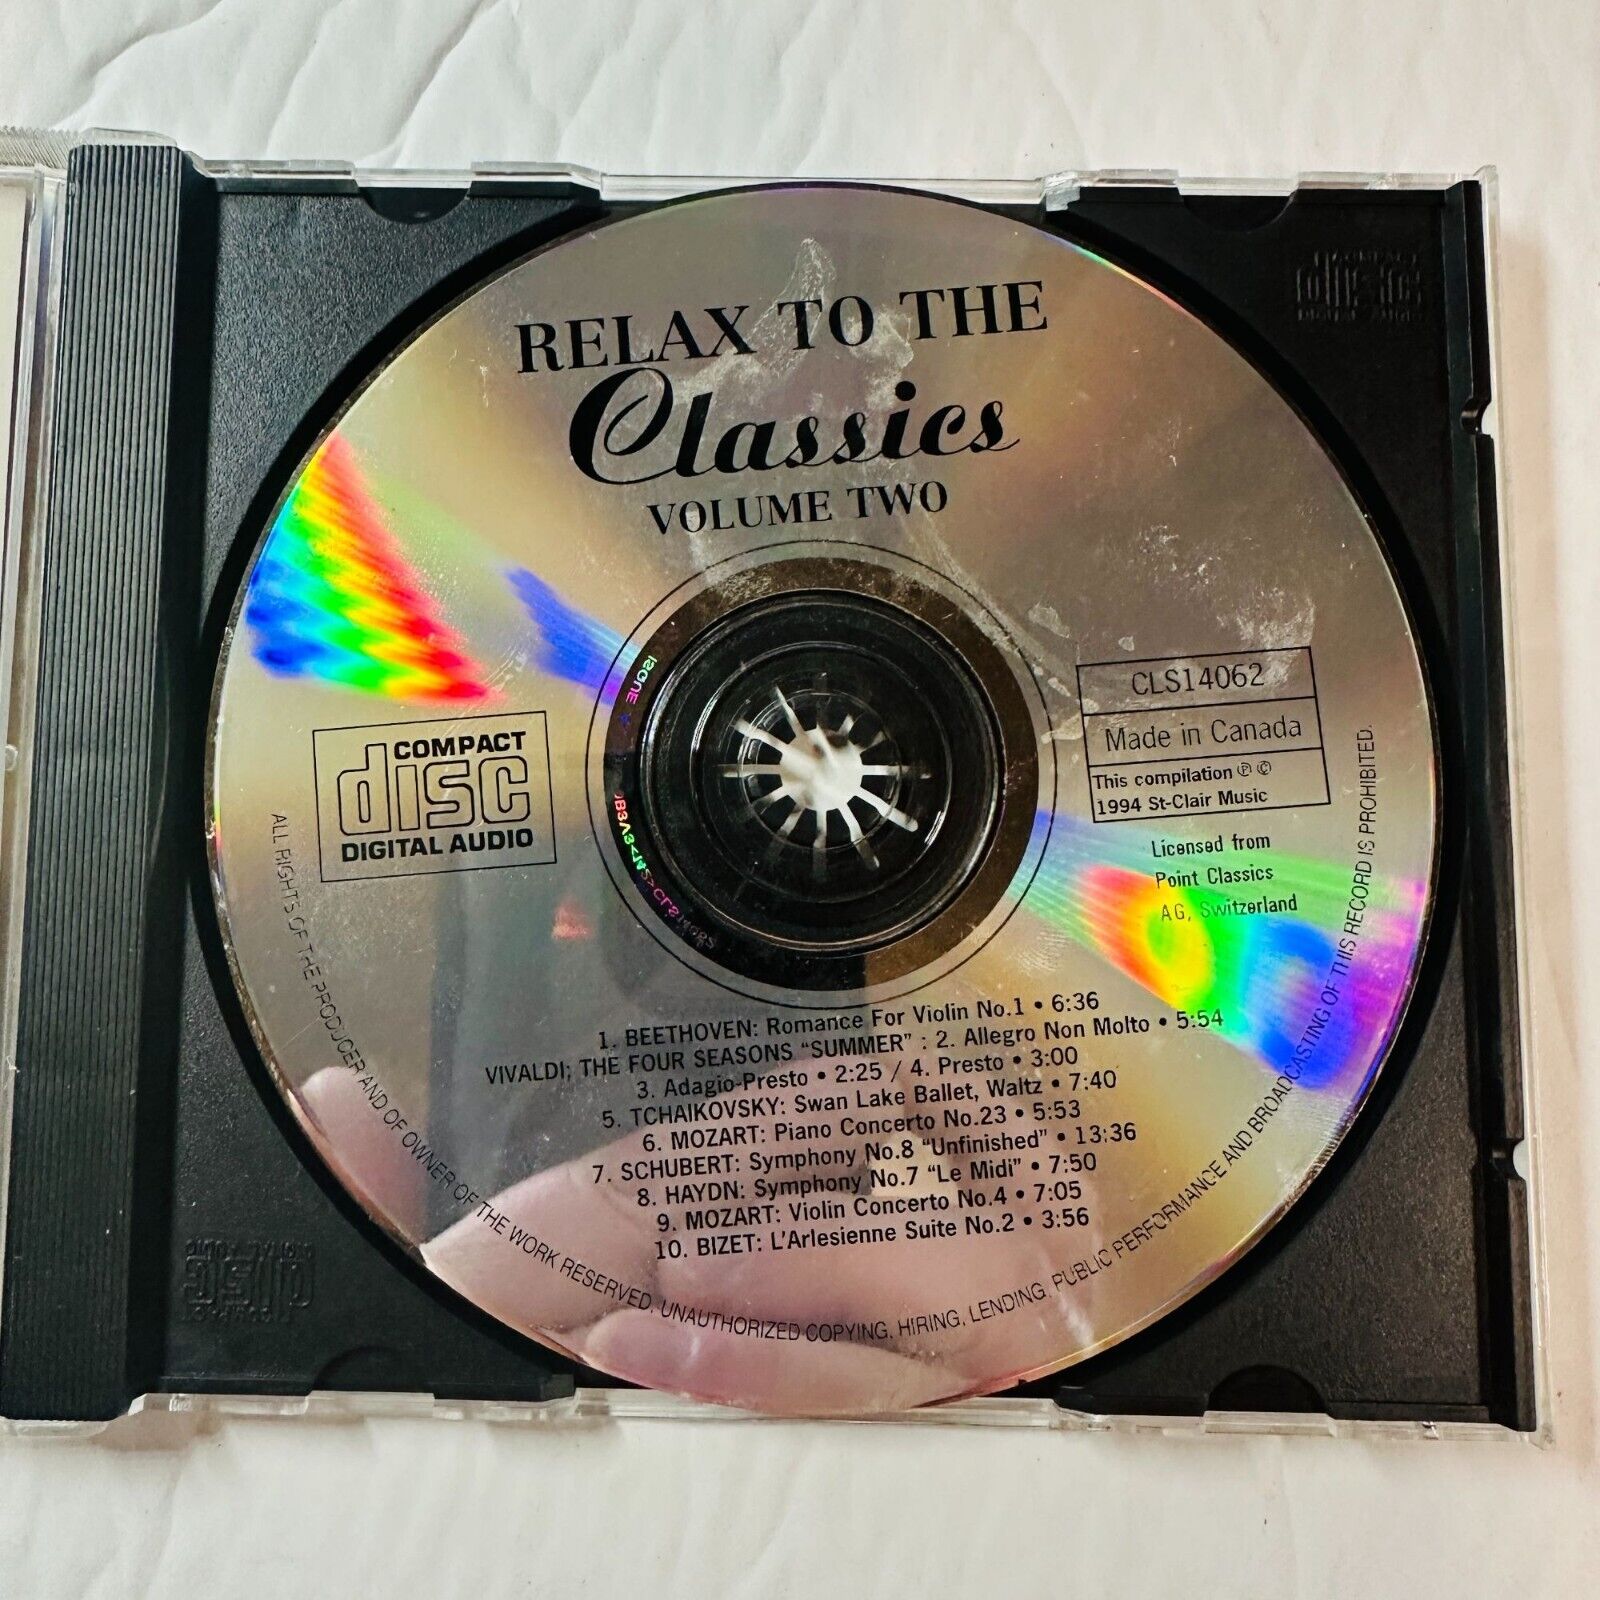 RELAX TO THE
Classics
VOLUME TWO
COMPACT
disc
DIGITAL AUDIO
CLS14062
Made in Canada
This compilation ℗ ©
1994 St-Clair Music
Licensed from
Point Classics
AG, Switzerland
1. BEETHOVEN: Romance For Violin No.1 • 6:36
VIVALDI; THE FOUR SEASONS "SUMMER" : 2. Allegro Non Molto • 5:54
3. Adagio-Presto • 2:25 / 4. Presto • 3:00
5. TCHAIKOVSKY: Swan Lake Ballet, Waltz • 7:40
6. MOZART: Piano Concerto No.23 • 5:53
7. SCHUBERT: Symphony No.8 "Unfinished" • 13:36
8. HAYDN: Symphony No.7 "Le Midi" • 7:50
9. MOZART: Violin Concerto No.4 • 7:05
10. BIZET: L'Arlesienne Suite No.2 • 3:56
ALL RIGHTS OF THE PRODUCER AND OF OWNER OF THE WORK RESERVED. UNAUTHORIZED COPYING, HIRING, LENDING, PUBLIC PERFORMANCE AND BROADCASTING OF THIS RECORD IS PROHIBITED.
COMPACT
disc